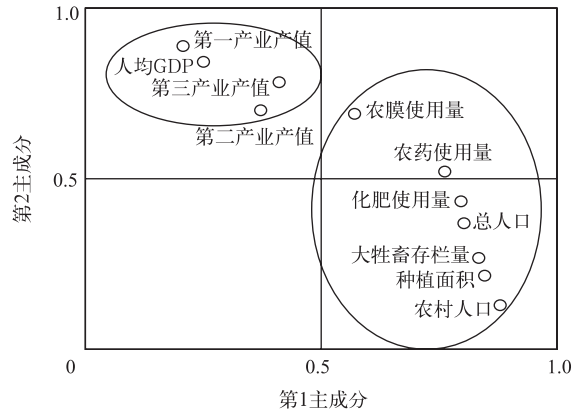 1.0
第一产业产值
人均GDP
第三产业产值
第二产业产值
农膜使用量
农药使用量
第2主成分
0.5
化肥使用量
总人口
大牲畜存栏量
种植面积
农村人口
0
0.5
1.0
第1主成分